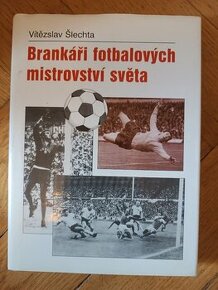 Vítězslav Šlechta
Brankáři fotbalových
mistrovství světa